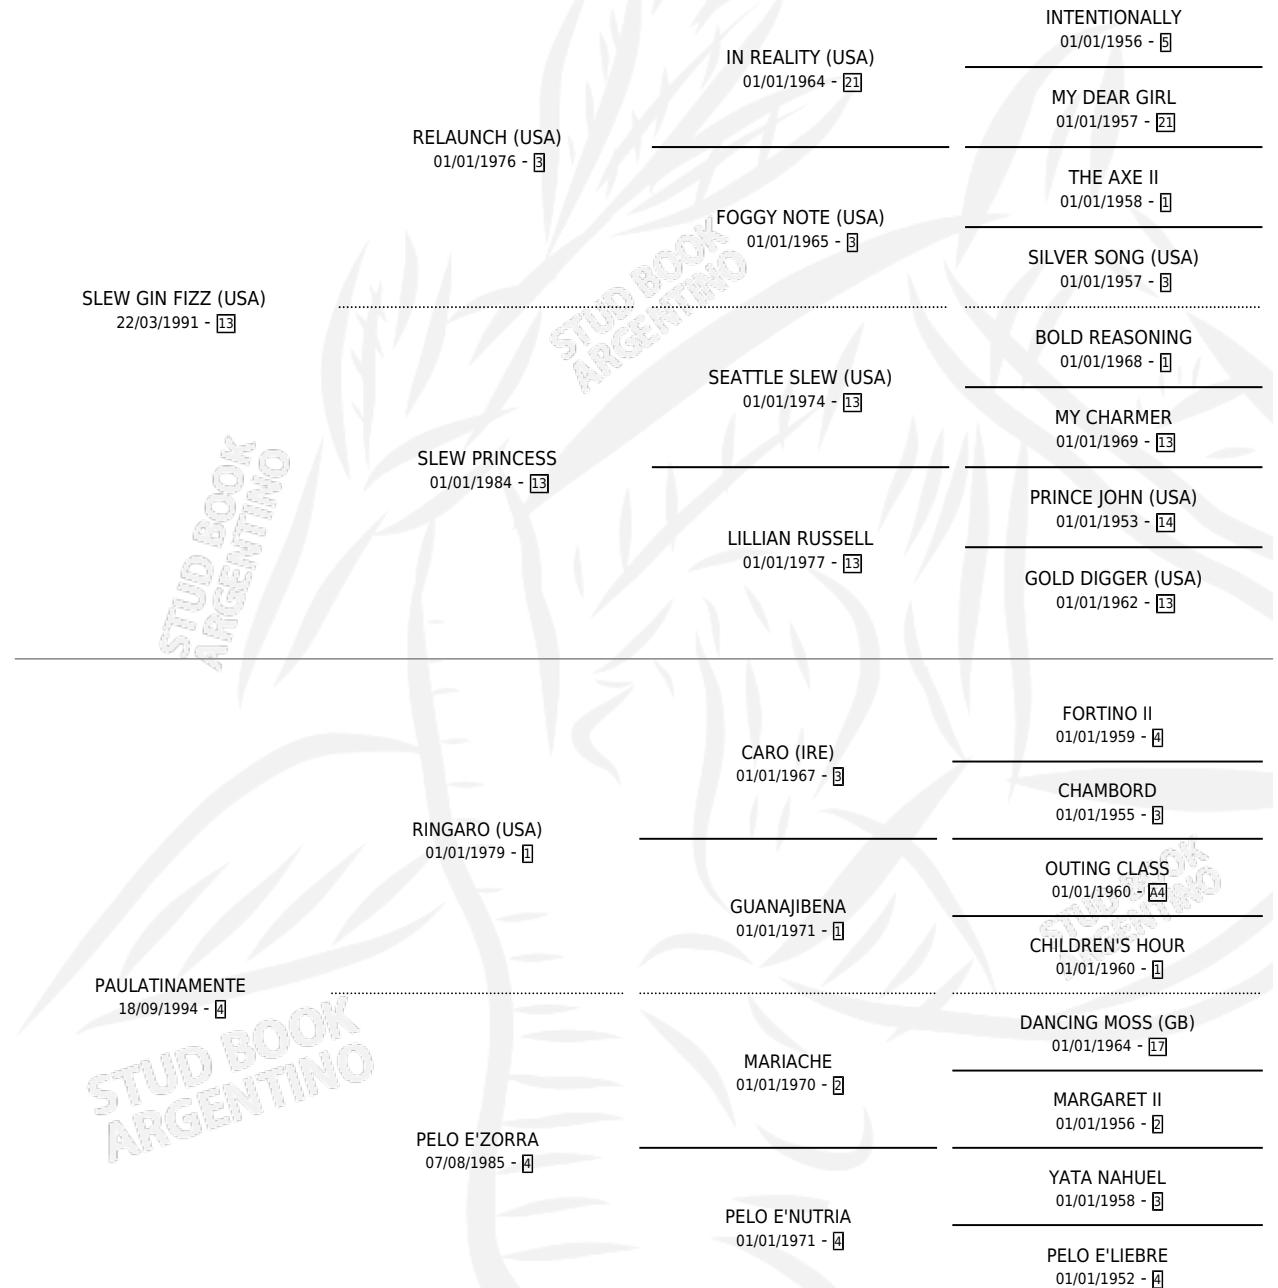 INTENTIONALLY
01/01/1956 - 5
IN REALITY (USA)
01/01/1964 - 21
MY DEAR GIRL
01/01/1957 - 21
RELAUNCH (USA)
01/01/1976 - 3
THE AXE II
01/01/1958 - 1
FOGGY NOTE (USA)
01/01/1965 - 3
SILVER SONG (USA)
01/01/1957 - 3
SLEW GIN FIZZ (USA)
22/03/1991 - 13
STUD BOOK
ARGENTINO
BOLD REASONING
01/01/1968 - 1
SEATTLE SLEW (USA)
01/01/1974 - 13
MY CHARMER
01/01/1969 - 13
SLEW PRINCESS
01/01/1984 - 13
PRINCE JOHN (USA)
01/01/1953 - 14
LILLIAN RUSSELL
01/01/1977 - 13
GOLD DIGGER (USA)
01/01/1962 - 13
STUD BOOK
ARGENTINO
FORTINO II
01/01/1959 - 4
CARO (IRE)
01/01/1967 - 3
CHAMBORD
01/01/1955 - 3
RINGARO (USA)
01/01/1979 - 1
OUTING CLASS
01/01/1960 - A4
GUANAJIBENA
01/01/1971 - 1
STUD BOOK
ARGENTINO
CHILDREN'S HOUR
01/01/1960 - 1
PAULATINAMENTE
18/09/1994 - 4
STUD BOOK
ARGENTINO
DANCING MOSS (GB)
01/01/1964 - 17
MARIACHE
01/01/1970 - 2
MARGARET II
01/01/1956 - 2
PELO E'ZORRA
07/08/1985 - 4
YATA NAHUEL
01/01/1958 - 3
PELO E'NUTRIA
01/01/1971 - 4
PELO E'LIEBRE
01/01/1952 - 4